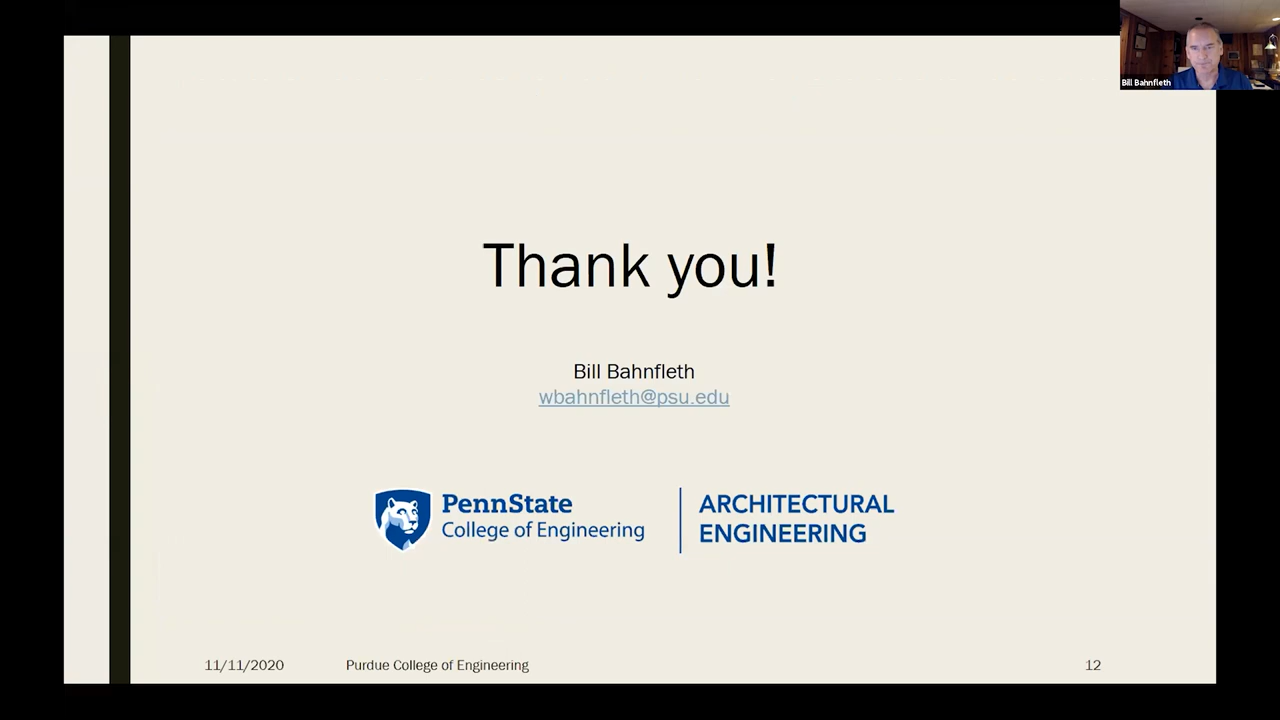 Bill Bahnfleth
Thank you!
Bill Bahnfleth
wbahnfleth@psu.edu
PennState
College of Engineering
ARCHITECTURAL
ENGINEERING
11/11/2020
Purdue College of Engineering
12